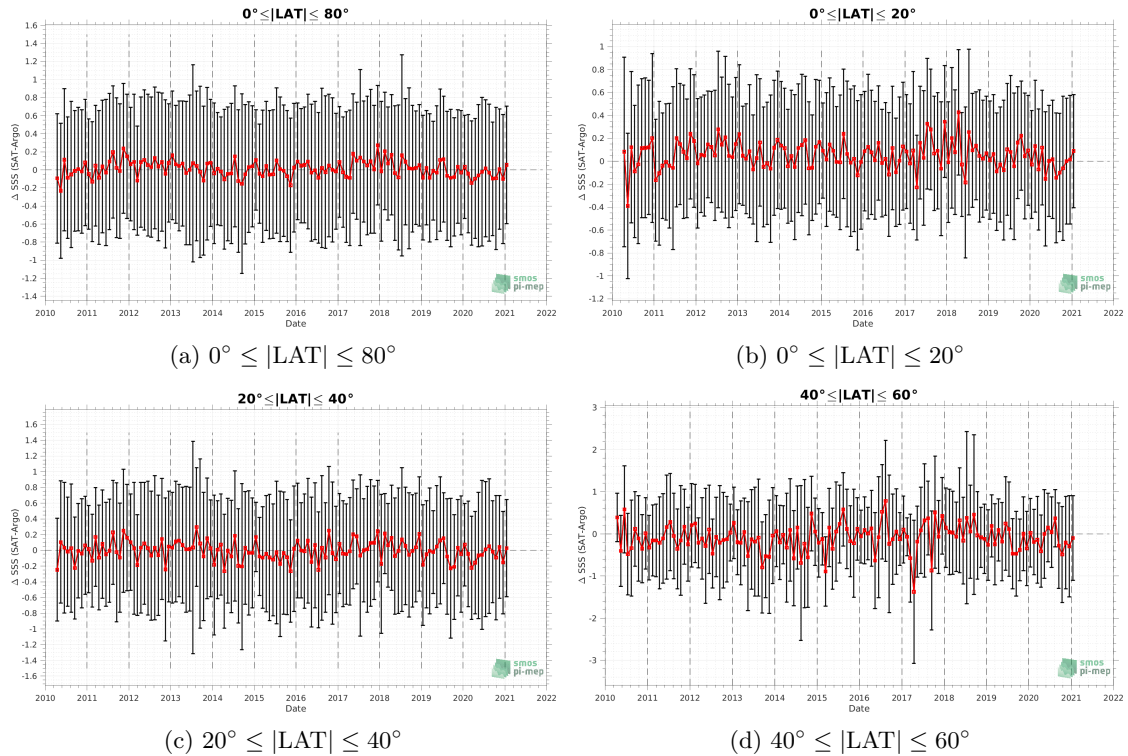 0°≤|LAT|≤ 80°
1.6
1.4
1.2
1
0.8
0.6
0.4
0.2
0
-0.2
-0.4
-0.6
-0.8
-1
-1.2
-1.4
Δ SSS (SAT-Argo)
2010 2011 2012 2013 2014 2015 2016 2017 2018 2019 2020 2021 2022
Date
smos
pi-mep
(a) 0° ≤ |LAT| ≤ 80°
0°≤|LAT|≤ 20°
1
0.8
0.6
0.4
0.2
0
-0.2
-0.4
-0.6
-0.8
-1
-1.2
Δ SSS (SAT-Argo)
2010 2011 2012 2013 2014 2015 2016 2017 2018 2019 2020 2021 2022
Date
smos
pi-mep
(b) 0° ≤ |LAT| ≤ 20°
20°≤|LAT|≤ 40°
1.6
1.4
1.2
1
0.8
0.6
0.4
0.2
0
-0.2
-0.4
-0.6
-0.8
-1
-1.2
-1.4
-1.6
Δ SSS (SAT-Argo)
2010 2011 2012 2013 2014 2015 2016 2017 2018 2019 2020 2021 2022
Date
smos
pi-mep
(c) 20° ≤ |LAT| ≤ 40°
40°≤|LAT|≤ 60°
3
2
1
0
-1
-2
-3
Δ SSS (SAT-Argo)
2010 2011 2012 2013 2014 2015 2016 2017 2018 2019 2020 2021 2022
Date
smos
pi-mep
(d) 40° ≤ |LAT| ≤ 60°